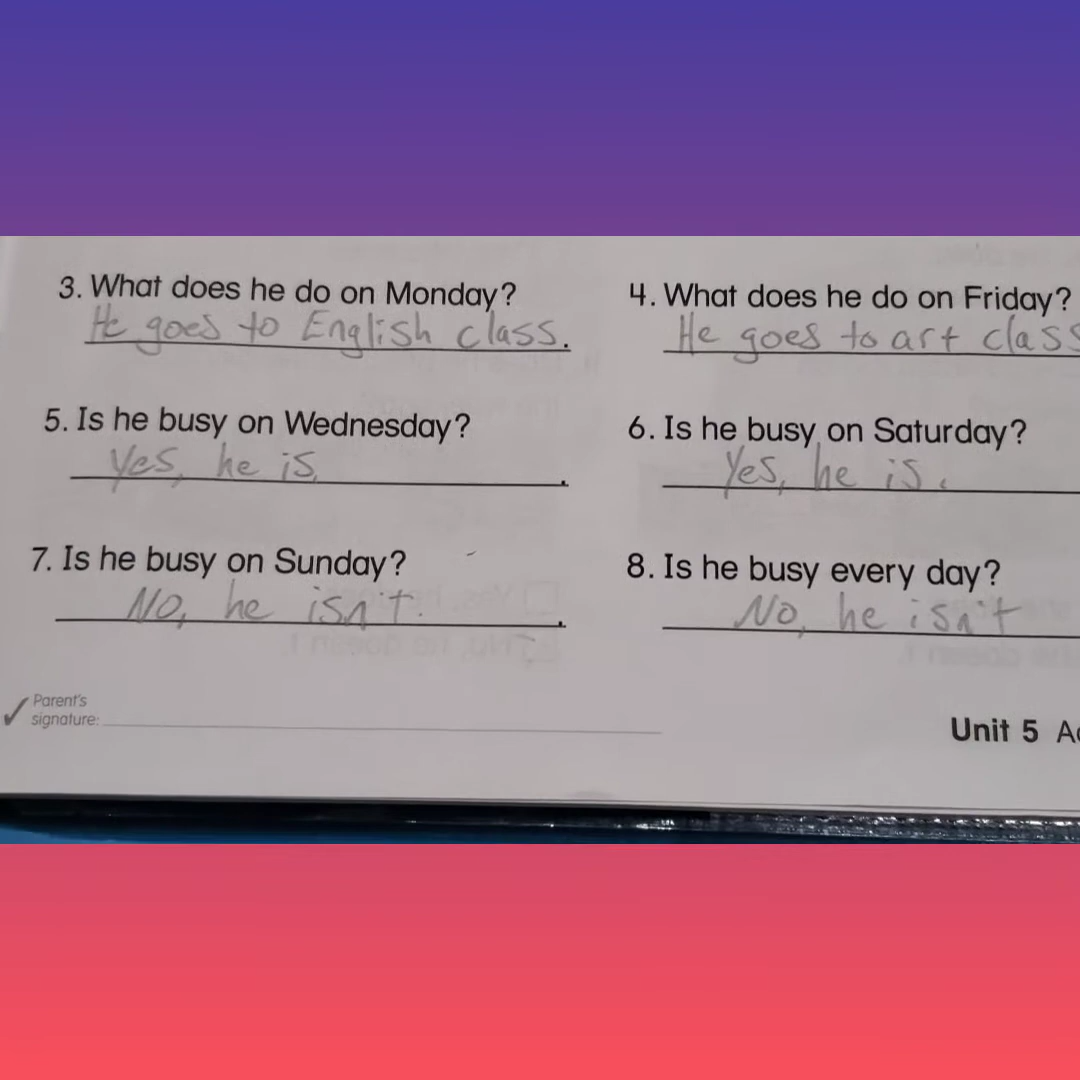 3. What does he do on Monday?
He goes to English class.
4. What does he do on Friday?
He goes to art class
5. Is he busy on Wednesday?
Yes, he is.
6. Is he busy on Saturday?
Yes, he is.
7. Is he busy on Sunday?
No, he isn't.
8. Is he busy every day?
No, he isn't
Parent's
signature:
Unit 5